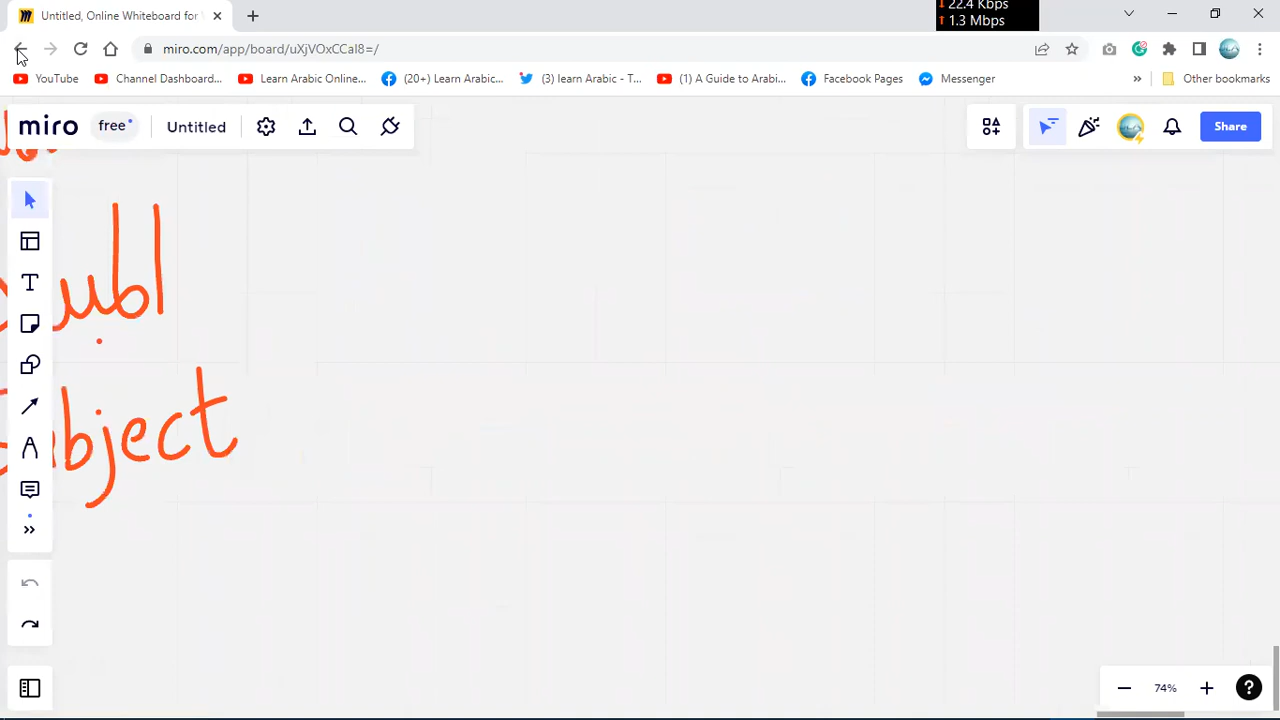 Untitled, Online Whiteboard for
22.4 Kbps
1.3 Mbps
miro.com/app/board/uXjVOxCCaI8=/
YouTube
Channel Dashboard...
Learn Arabic Online...
(20+) Learn Arabic...
(3) learn Arabic - T...
(1) A Guide to Arabi...
Facebook Pages
Messenger
»
Other bookmarks
miro
free
Untitled
Share
bject
74%